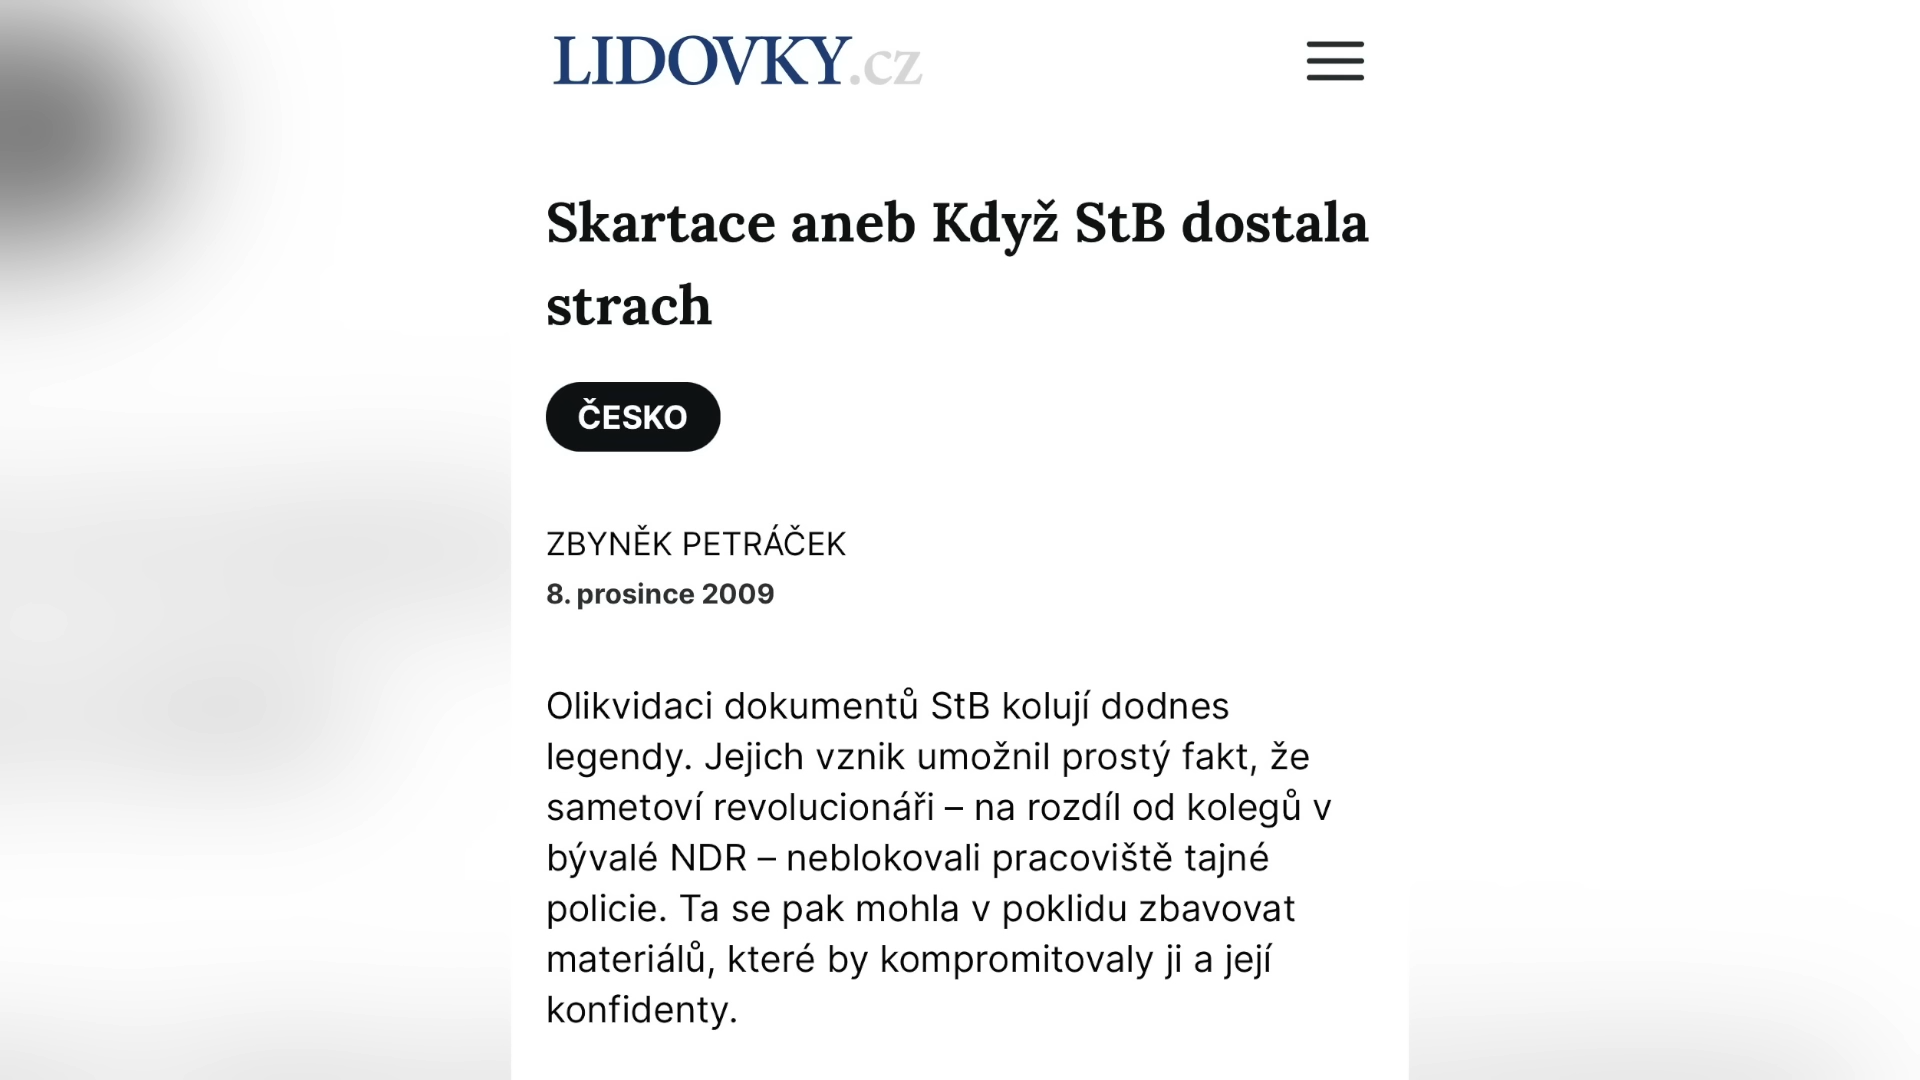 LIDOVKY.cz
Skartace aneb Když StB dostala
strach
ČESKO
ZBYNĚK PETRÁČEK
8. prosince 2009
Olikvidaci dokumentů StB kolují dodnes
legendy. Jejich vznik umožnil prostý fakt, že
sametoví revolucionáři – na rozdíl od kolegů v
bývalé NDR – neblokovali pracoviště tajné
policie. Ta se pak mohla v poklidu zbavovat
materiálů, které by kompromitovaly ji a její
konfidenty.